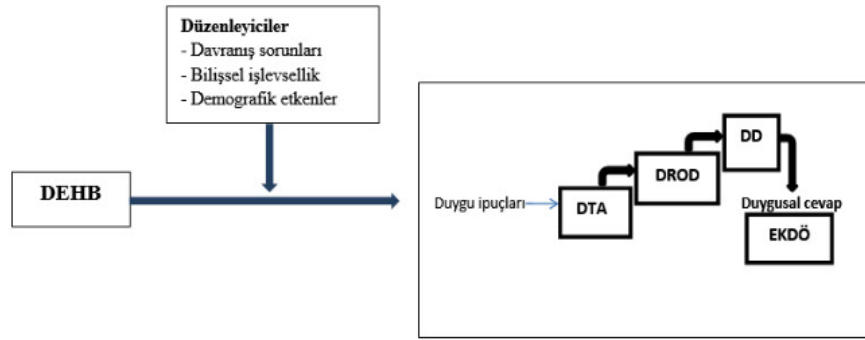 Düzenleyiciler
- Davranış sorunları
- Bilişsel işlevsellik
- Demografik etkenler
DEHB
Duygu ipuçları
DTA
DROD
DD
Duygusal cevap
EKDÖ